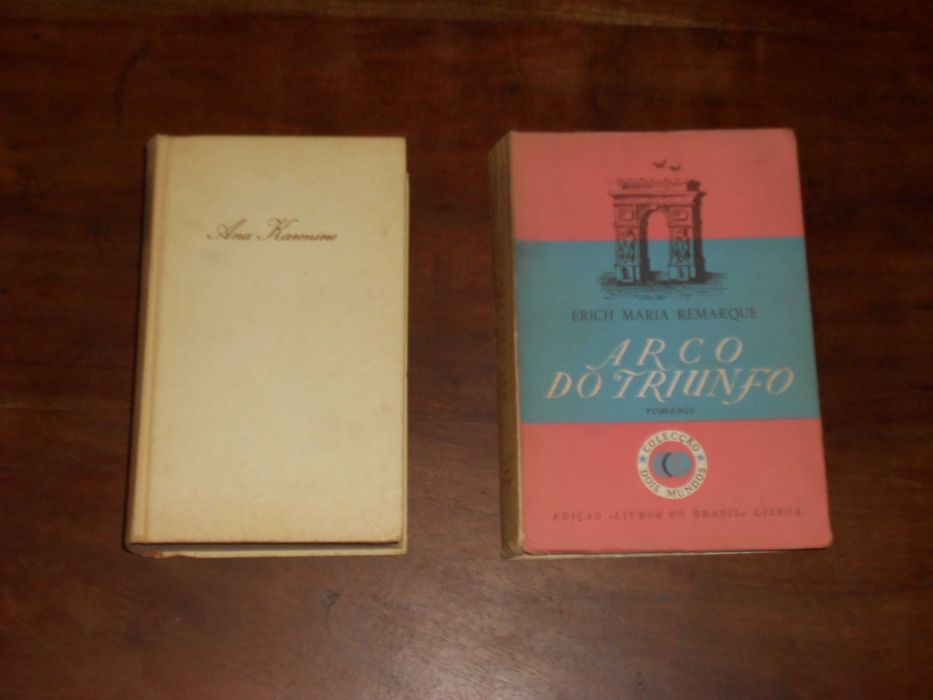 Ana Karenine
ERICH MARIA REMARQUE
ARCO
DO TRIUNFO
romance
COLECÇÃO
DOIS MUNDOS
EDIÇÃO «LIVROS DO BRASIL» LISBOA